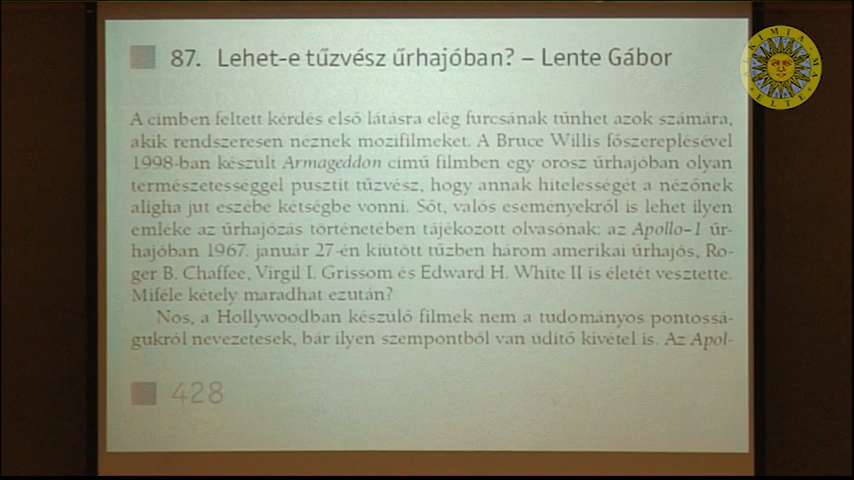 87. Lehet-e tűzvész űrhajóban? – Lente Gábor
A címben feltett kérdés első látásra elég furcsának tűnhet azok számára,
akik rendszeresen néznek mozifilmeket. A Bruce Willis főszereplésével
1998-ban készült Armageddon című filmben egy orosz űrhajóban olyan
természetességgel pusztít tűzvész, hogy annak hitelességét a nézőnek
aligha jut eszébe kétségbe vonni. Sőt, valós eseményekről is lehet ilyen
emléke az űrhajózás történetében tájékozott olvasónak: az Apollo–1 űr-
hajóban 1967. január 27-én kiütött tűzben három amerikai űrhajós, Ro-
ger B. Chaffee, Virgil I. Grissom és Edward H. White II is életét vesztette.
Miféle kétely maradhat ezután?
Nos, a Hollywoodban készülő filmek nem a tudományos pontossá-
gukról nevezetesek, bár ilyen szempontból van üdítő kivétel is. Az Apol-
428
ALKÍMIA MA
ELTE